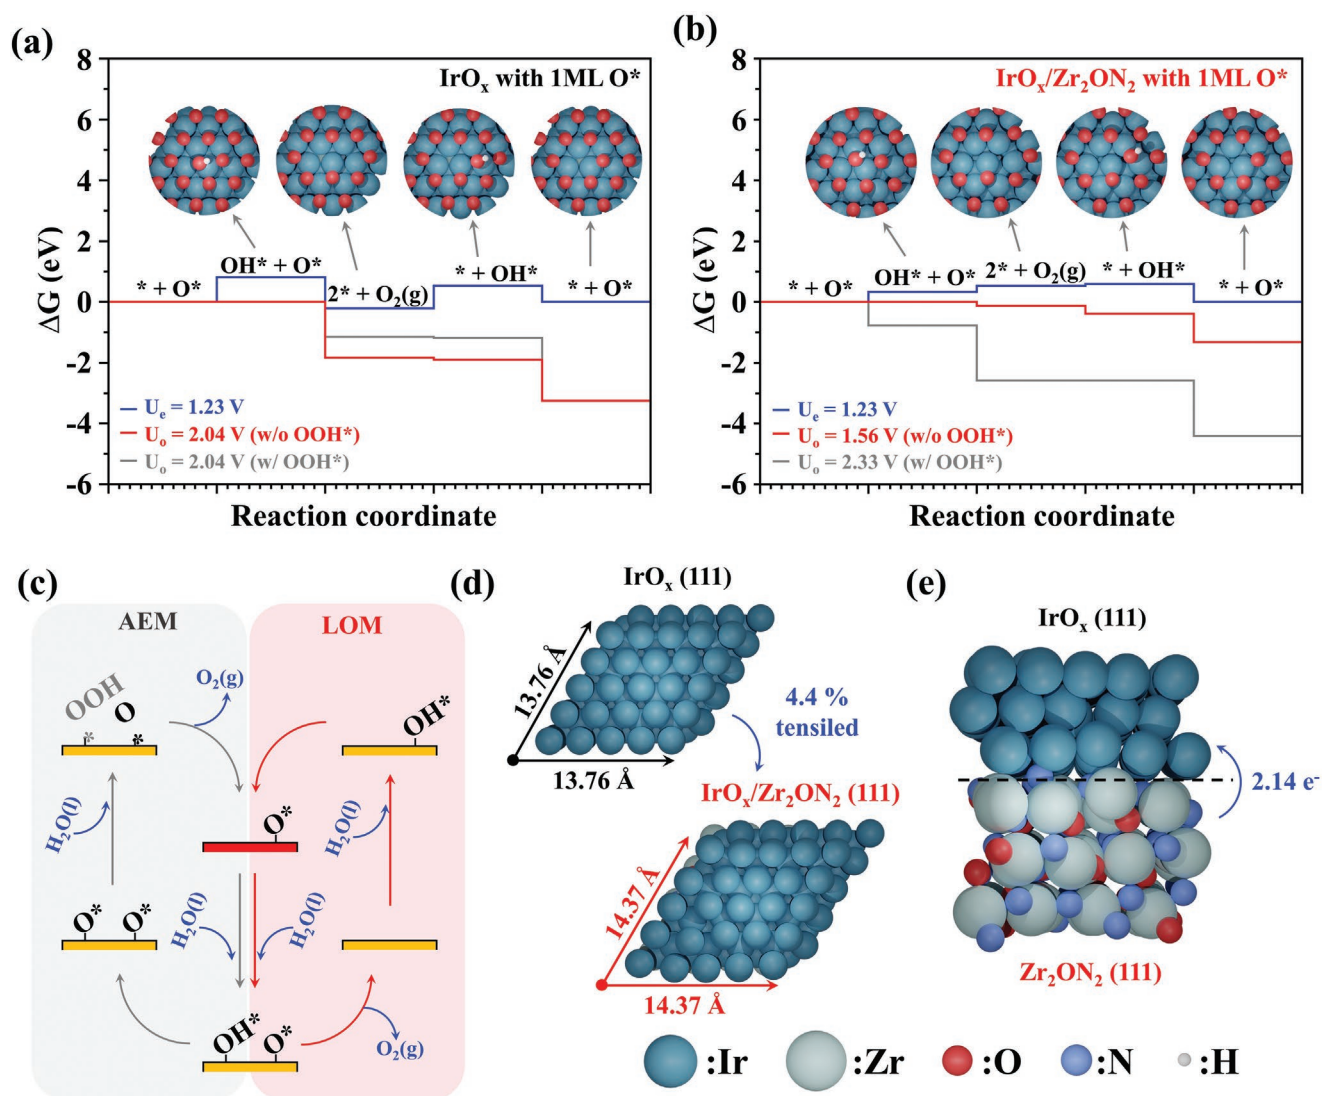 (a)
IrOₓ with 1ML O*
8
6
4
2
0
-2
-4
-6
ΔG (eV)
* + O*
OH* + O*
2* + O₂(g)
* + OH*
* + O*
Uₑ = 1.23 V
Uₒ = 2.04 V (w/o OOH*)
Uₒ = 2.04 V (w/ OOH*)
Reaction coordinate
(b)
IrOₓ/Zr₂ON₂ with 1ML O*
8
6
4
2
0
-2
-4
-6
ΔG (eV)
* + O*
OH* + O*
2* + O₂(g)
* + OH*
* + O*
Uₑ = 1.23 V
Uₒ = 1.56 V (w/o OOH*)
Uₒ = 2.33 V (w/ OOH*)
Reaction coordinate
(c)
AEM
LOM
OOH
*
O
*
O₂(g)
OH*
H₂O(l)
O*
H₂O(l)
O*
O*
H₂O(l)
H₂O(l)
OH*
O*
O₂(g)
(d)
IrOₓ (111)
13.76 Å
13.76 Å
4.4 %
tensiled
IrOₓ/Zr₂ON₂ (111)
14.37 Å
14.37 Å
(e)
IrOₓ (111)
2.14 e⁻
Zr₂ON₂ (111)
:Ir
:Zr
:O
:N
:H